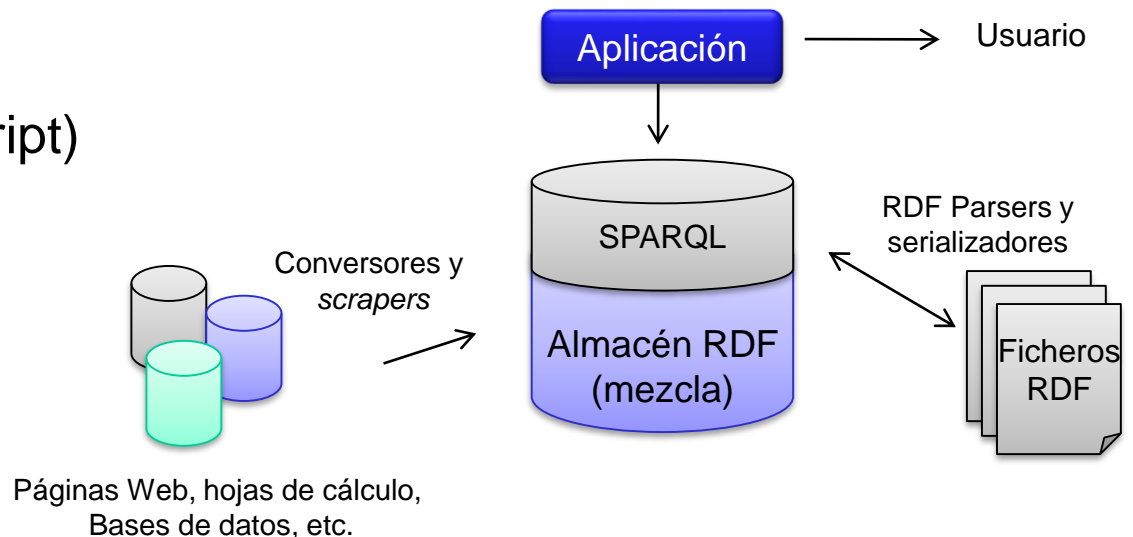 Aplicación
Usuario
ript)
SPARQL
RDF Parsers y
serializadores
Conversores y
scrapers
Almacén RDF
(mezcla)
Ficheros
RDF
Páginas Web, hojas de cálculo,
Bases de datos, etc.